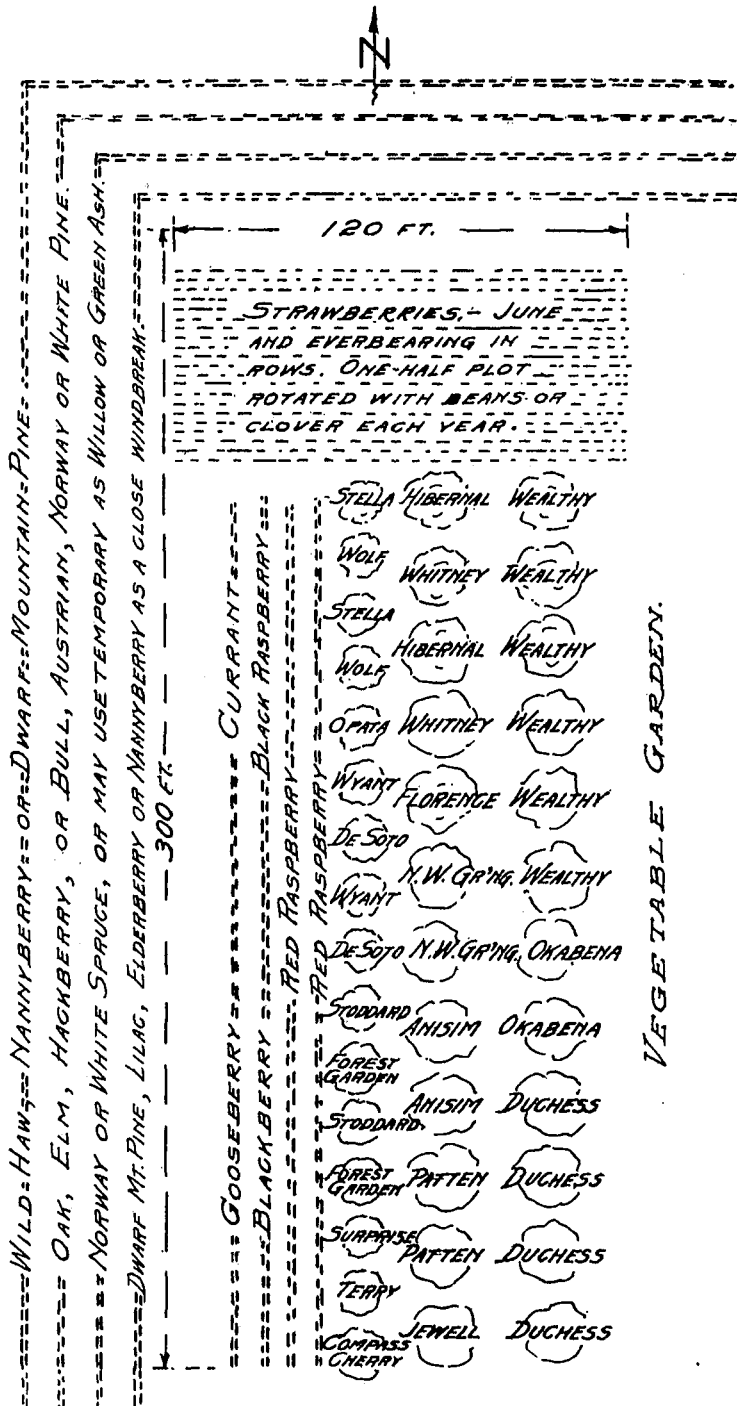 N
WILD HAW, NANNYBERRY OR DWARF MOUNTAIN PINE
OAK, ELM, HACKBERRY, OR BULL, AUSTRIAN, NORWAY OR WHITE PINE.
NORWAY OR WHITE SPRUCE, OR MAY USE TEMPORARY AS WILLOW OR GREEN ASH.
DWARF MT. PINE, LILAC, ELDERBERRY OR NANNYBERRY AS A CLOSE WINDBREAK.
120 FT.
300 FT.
STRAWBERRIES,- JUNE
AND EVERBEARING IN
ROWS. ONE-HALF PLOT
ROTATED WITH BEANS OR
CLOVER EACH YEAR.
GOOSEBERRY CURRANT
BLACKBERRY BLACK RASPBERRY
RED RASPBERRY
RED RASPBERRY
STELLA HIBERNAL WEALTHY
WOLF
WHITNEY WEALTHY
STELLA
HIBERNAL WEALTHY
WOLF
OPATA WHITNEY WEALTHY
WYANT FLORENCE WEALTHY
DE SOTO
N.W. GR'NG. WEALTHY
WYANT
DE SOTO N.W. GR'NG. OKABENA
STODDARD ANISIM OKABENA
FOREST
GARDEN
ANISIM DUCHESS
STODDARD
FOREST
GARDEN PATTEN DUCHESS
SURPRISE
PATTEN DUCHESS
TERRY
JEWELL DUCHESS
COMPASS
CHERRY
VEGETABLE GARDEN.